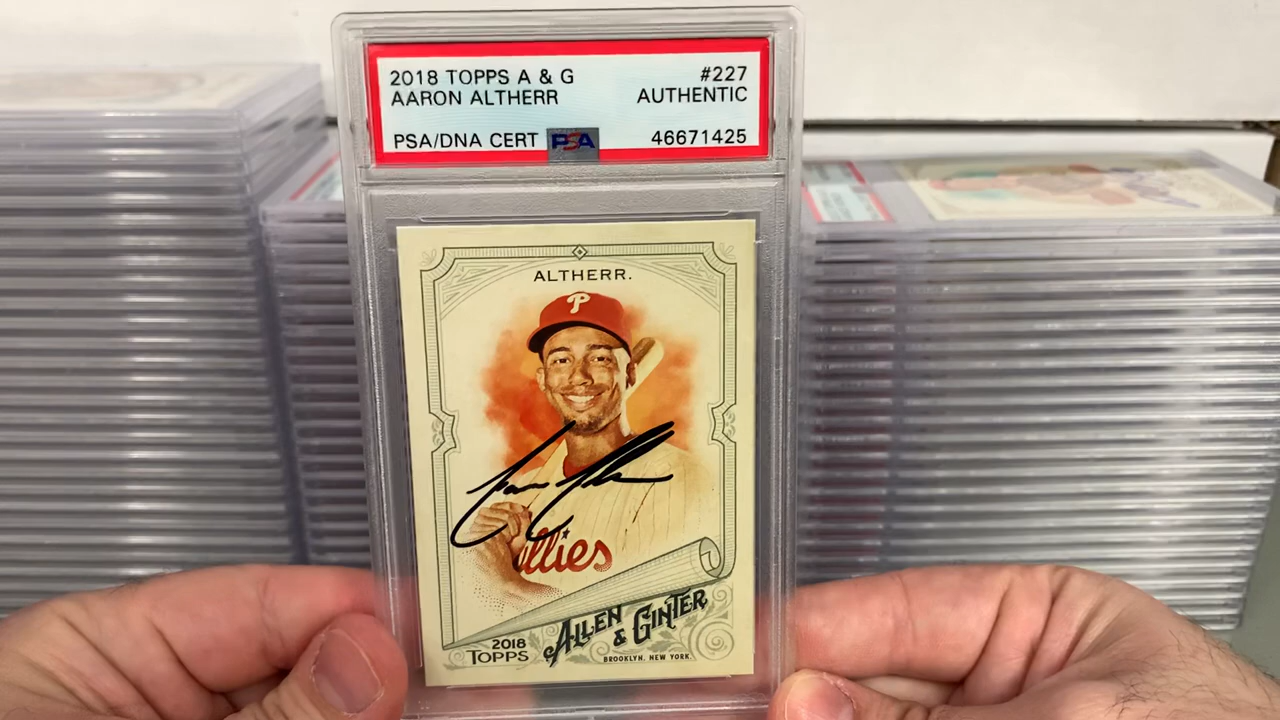 2018 TOPPS A & G #227
AARON ALTHERR AUTHENTIC
PSA/DNA CERT PSA 46671425
ALTHERR.
P
illies
ALLEN
& GINTER
2018
TOPPS
BROOKLYN, NEW YORK.